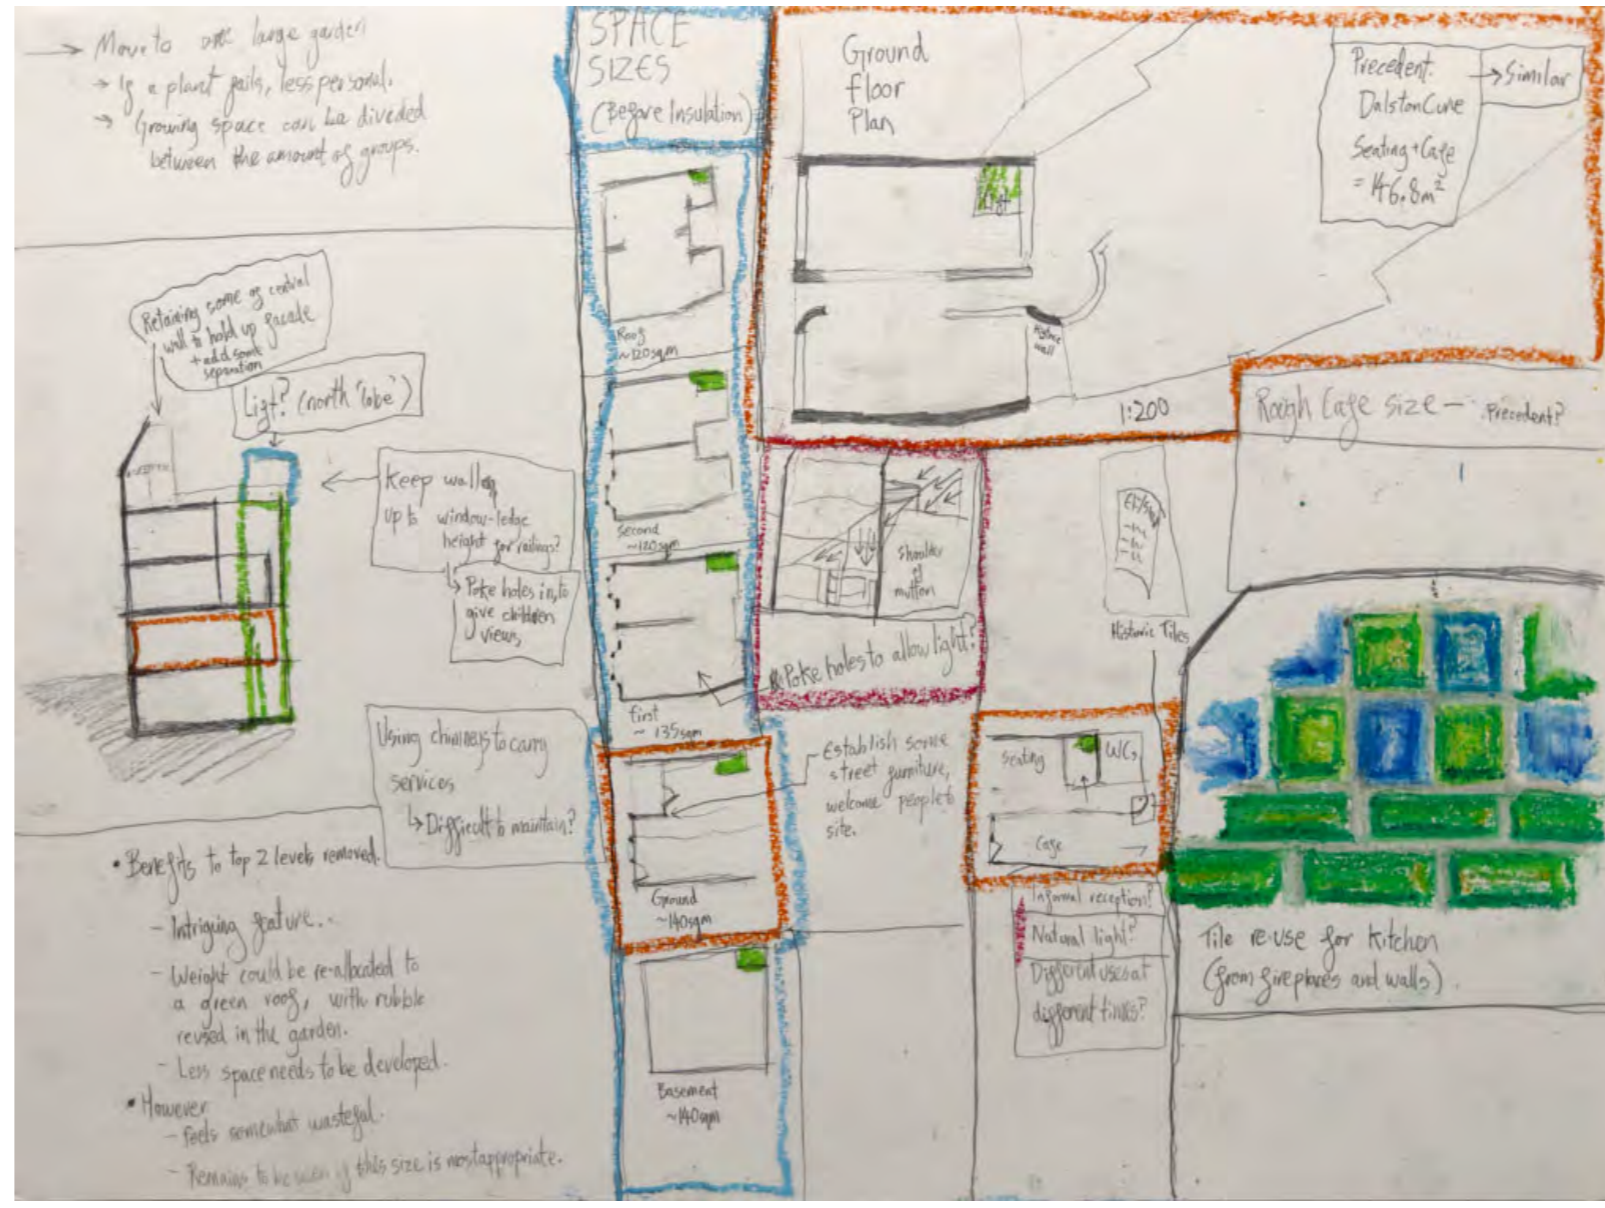 → Move to one large garden
→ If a plant fails, less personal.
→ Growing space can be diveded
between the amount of groups.
Retaining some of central
wall to hold up facade
+ add some
separation
Lift? (north 'lobe')
Keep walling
up to window-ledge
height for railings?
↳ Poke holes in, to
give children
views,
Using chimneys to carry
services
↳ Difficult to maintain?
• Benefits to top 2 levels removed.
- Intriguing feature..
- Weight could be re-allocated to
a green roof, with rubble
reused in the garden.
- Less space needs to be developed.
• However
- Feels somewhat wasteful.
- Remains to be seen if this size is most appropriate.
SPACE
SIZES
(Before Insulation)
Roof
~120sqm
Second
~120sqm
first
~ 135sqm
Ground
~140sqm
Basement
~140sqm
Ground
floor
Plan
Lift
wall
1:200
Precedent.
→ Similar
Dalston Curve
Seating + Cafe
= 146.8m²
Rough Cafe size - Precedent?
Shoulder
of
mutton
Poke holes to allow light?
Historic Tiles
Establish some
street furniture,
welcome people to
site.
Seating
WCs
Cafe
Informal reception?
Natural light?
Different uses at
different times?
Tile re-use for kitchen
(from fireplaces and walls).